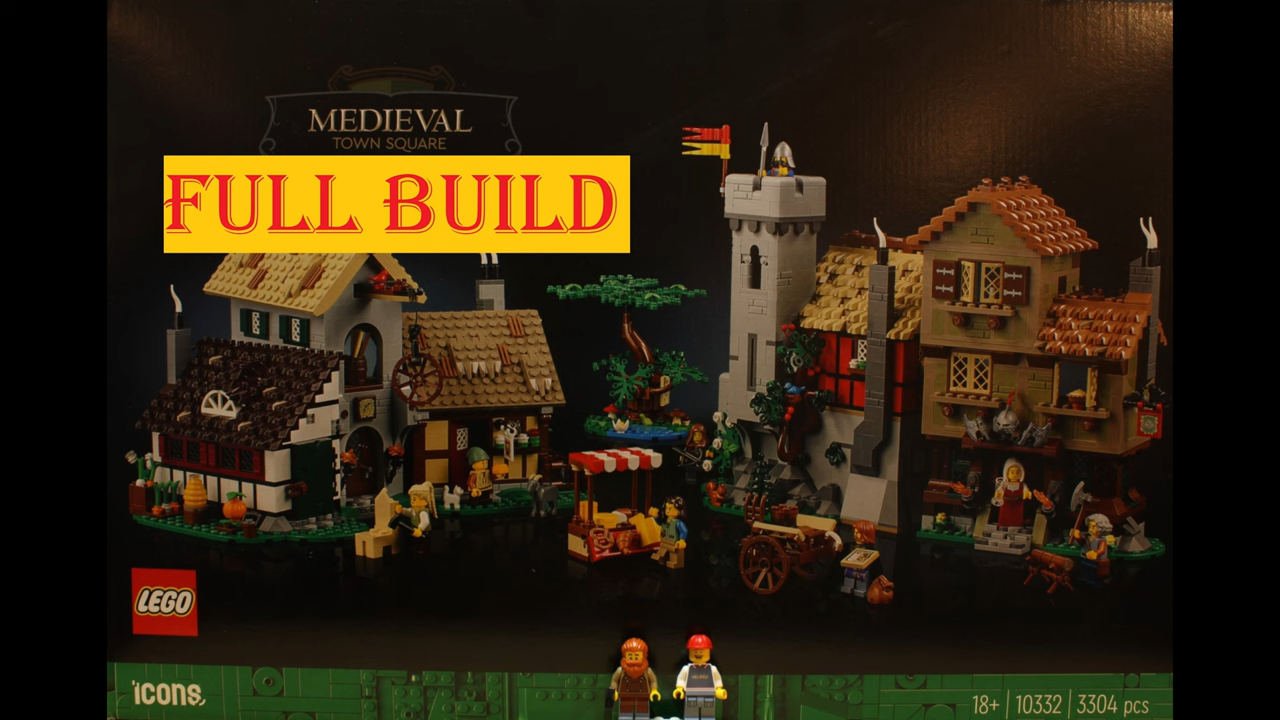 MEDIEVAL
TOWN SQUARE
FULL BUILD
LEGO
icons
18+ | 10332 | 3304 pcs